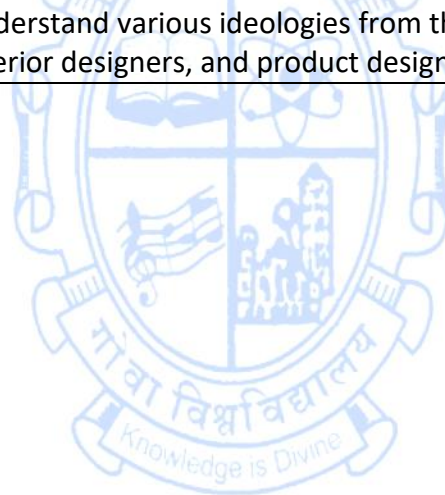 derstand various ideologies from th
erior designers, and product design
गोंवा विश्वविद्यालय
Knowledge is Divine